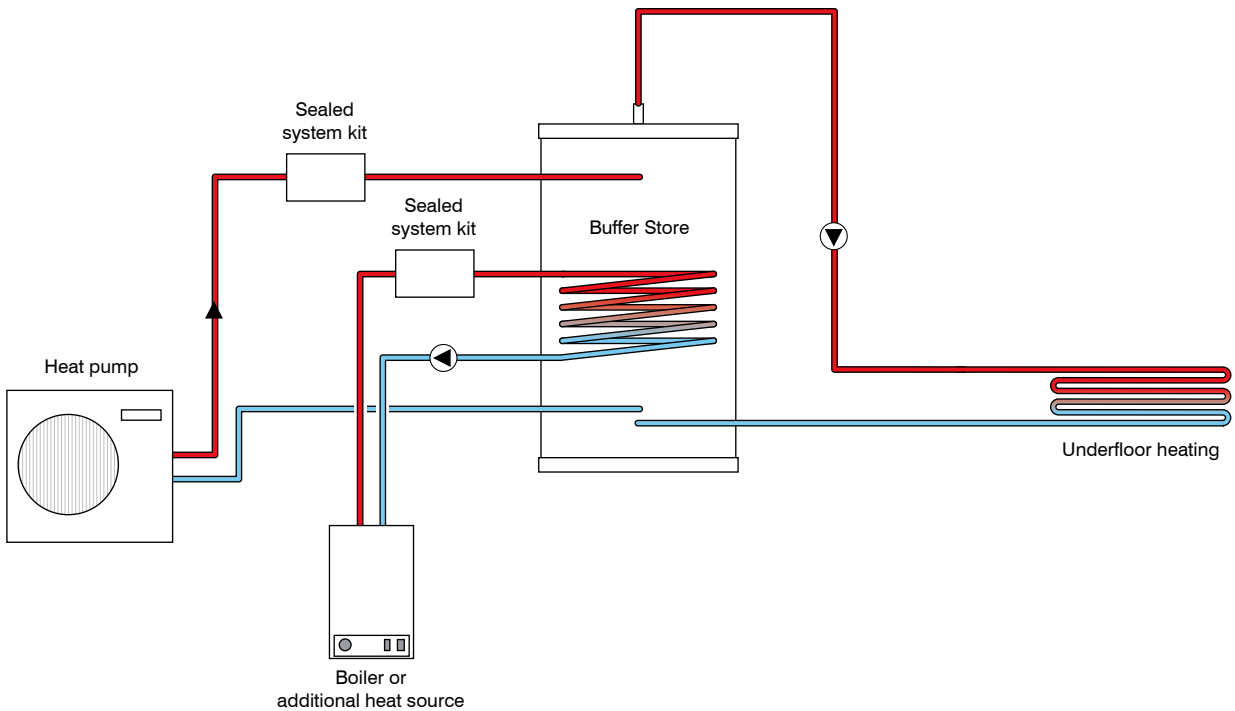 Sealed
system kit
Sealed
system kit
Buffer Store
Heat pump
Underfloor heating
Boiler or
additional heat source